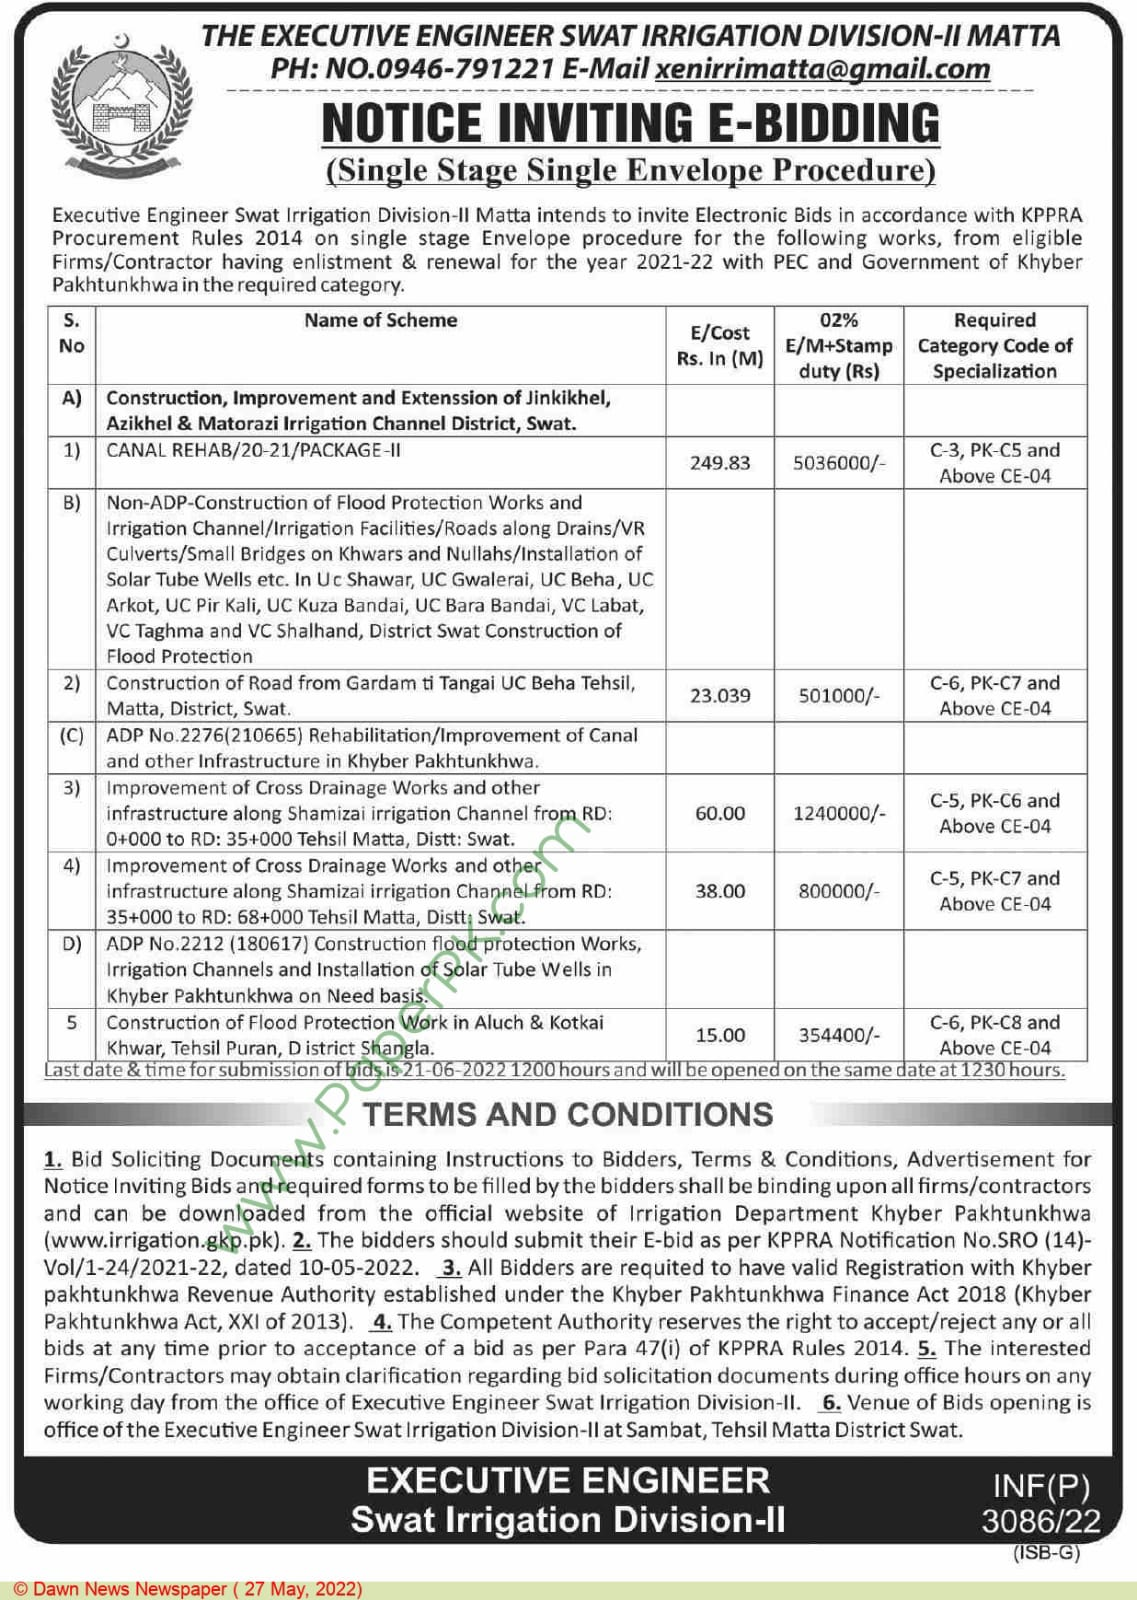 THE EXECUTIVE ENGINEER SWAT IRRIGATION DIVISION-II MATTA
PH: NO.0946-791221 E-Mail xenirrimatta@gmail.com
NOTICE INVITING E-BIDDING
(Single Stage Single Envelope Procedure)
Executive Engineer Swat Irrigation Division-II Matta intends to invite Electronic Bids in accordance with KPPRA
Procurement Rules 2014 on single stage Envelope procedure for the following works, from eligible
Firms/Contractor having enlistment & renewal for the year 2021-22 with PEC and Government of Khyber
Pakhtunkhwa in the required category.
S. No | Name of Scheme | E/Cost Rs. In (M) | 02% E/M+Stamp duty (Rs) | Required Category Code of Specialization
A) Construction, Improvement and Extenssion of Jinkikhel,
Azikhel & Matorazi Irrigation Channel District, Swat.
1) CANAL REHAB/20-21/PACKAGE-II 249.83 5036000/- C-3, PK-C5 and
Above CE-04
B) Non-ADP-Construction of Flood Protection Works and
Irrigation Channel/Irrigation Facilities/Roads along Drains/VR
Culverts/Small Bridges on Khwars and Nullahs/Installation of
Solar Tube Wells etc. In Uc Shawar, UC Gwalerai, UC Beha, UC
Arkot, UC Pir Kali, UC Kuza Bandai, UC Bara Bandai, VC Labat,
VC Taghma and VC Shalhand, District Swat Construction of
Flood Protection
2) Construction of Road from Gardam ti Tangai UC Beha Tehsil, 23.039 501000/- C-6, PK-C7 and
Matta, District, Swat. Above CE-04
(C) ADP No.2276(210665) Rehabilitation/Improvement of Canal
and other Infrastructure in Khyber Pakhtunkhwa.
3) Improvement of Cross Drainage Works and other
infrastructure along Shamizai irrigation Channel from RD: 60.00 1240000/- C-5, PK-C6 and
0+000 to RD: 35+000 Tehsil Matta, Distt: Swat. Above CE-04
4) Improvement of Cross Drainage Works and other
infrastructure along Shamizai irrigation Channel from RD: 38.00 800000/- C-5, PK-C7 and
35+000 to RD: 68+000 Tehsil Matta, Distt: Swat. Above CE-04
D) ADP No.2212 (180617) Construction flood protection Works,
Irrigation Channels and Installation of Solar Tube Wells in
Khyber Pakhtunkhwa on Need basis.
5 Construction of Flood Protection Work in Aluch & Kotkai 15.00 354400/- C-6, PK-C8 and
Khwar, Tehsil Puran, District Shangla. Above CE-04
Last date & time for submission of bids is 21-06-2022 1200 hours and will be opened on the same date at 1230 hours.
TERMS AND CONDITIONS
1. Bid Soliciting Documents containing Instructions to Bidders, Terms & Conditions, Advertisement for
Notice Inviting Bids and required forms to be filled by the bidders shall be binding upon all firms/contractors
and can be downloaded from the official website of Irrigation Department Khyber Pakhtunkhwa
(www.irrigation.gkp.pk). 2. The bidders should submit their E-bid as per KPPRA Notification No.SRO (14)-
Vol/1-24/2021-22, dated 10-05-2022. 3. All Bidders are requited to have valid Registration with Khyber
pakhtunkhwa Revenue Authority established under the Khyber Pakhtunkhwa Finance Act 2018 (Khyber
Pakhtunkhwa Act, XXI of 2013). 4. The Competent Authority reserves the right to accept/reject any or all
bids at any time prior to acceptance of a bid as per Para 47(i) of KPPRA Rules 2014. 5. The interested
Firms/Contractors may obtain clarification regarding bid solicitation documents during office hours on any
working day from the office of Executive Engineer Swat Irrigation Division-II. 6. Venue of Bids opening is
office of the Executive Engineer Swat Irrigation Division-II at Sambat, Tehsil Matta District Swat.
EXECUTIVE ENGINEER
Swat Irrigation Division-II
INF(P)
3086/22
(ISB-G)
www.PaperPK.com
© Dawn News Newspaper ( 27 May, 2022)